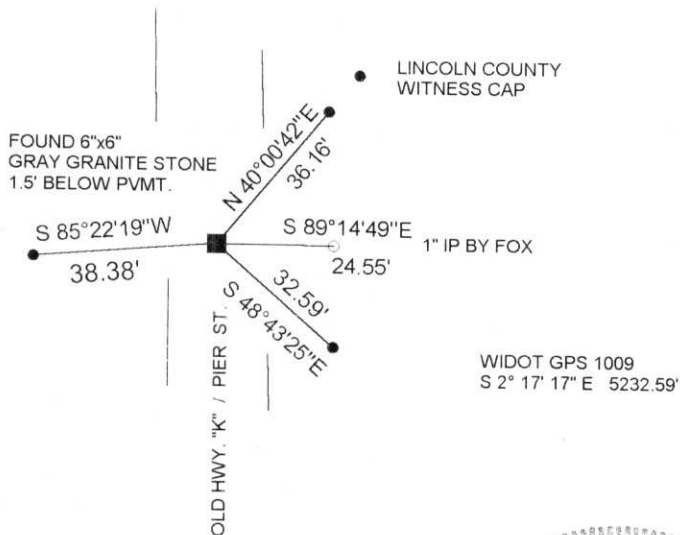 LINCOLN COUNTY
WITNESS CAP
FOUND 6"x6"
GRAY GRANITE STONE
1.5' BELOW PVMT.
N 40°00'42"E
36.16'
S 85°22'19"W
38.38'
S 89°14'49"E
24.55'
1" IP BY FOX
32.59'
S 48°43'25"E
OLD HWY. "K" / PIER ST.
WIDOT GPS 1009
S 2° 17' 17" E 5232.59'